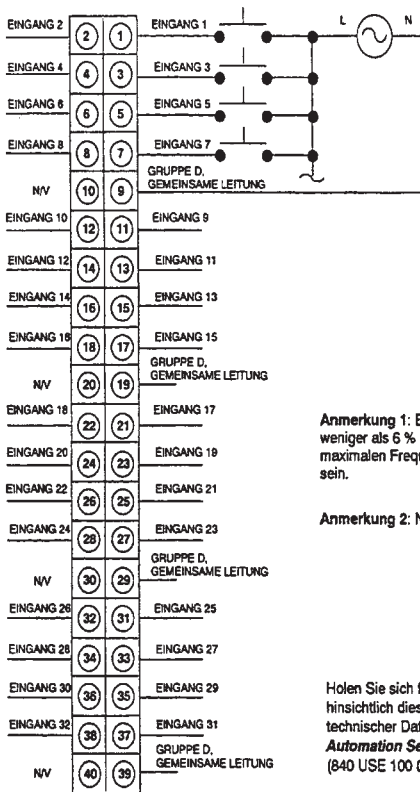 EINGANG 2 2 1 EINGANG 1 L N
EINGANG 4 4 3 EINGANG 3
EINGANG 6 6 5 EINGANG 5
EINGANG 8 8 7 EINGANG 7
N/V 10 9 GRUPPE D,
GEMEINSAME LEITUNG
EINGANG 10 12 11 EINGANG 9
EINGANG 12 14 13 EINGANG 11
EINGANG 14 16 15 EINGANG 13
EINGANG 16 18 17 EINGANG 15
N/V 20 19 GRUPPE D,
GEMEINSAME LEITUNG
EINGANG 18 22 21 EINGANG 17
EINGANG 20 24 23 EINGANG 19
EINGANG 22 26 25 EINGANG 21
EINGANG 24 28 27 EINGANG 23
N/V 30 29 GRUPPE D,
GEMEINSAME LEITUNG
EINGANG 26 32 31 EINGANG 25
EINGANG 28 34 33 EINGANG 27
EINGANG 30 36 35 EINGANG 29
EINGANG 32 38 37 EINGANG 31
N/V 40 39 GRUPPE D,
GEMEINSAME LEITUNG
Anmerkung 1:
weniger als 6 %
maximalen
sein.
Anmerkung 2:
Holen Sie sich
hinsichtlich
technischer
Automation
(840 USE 100